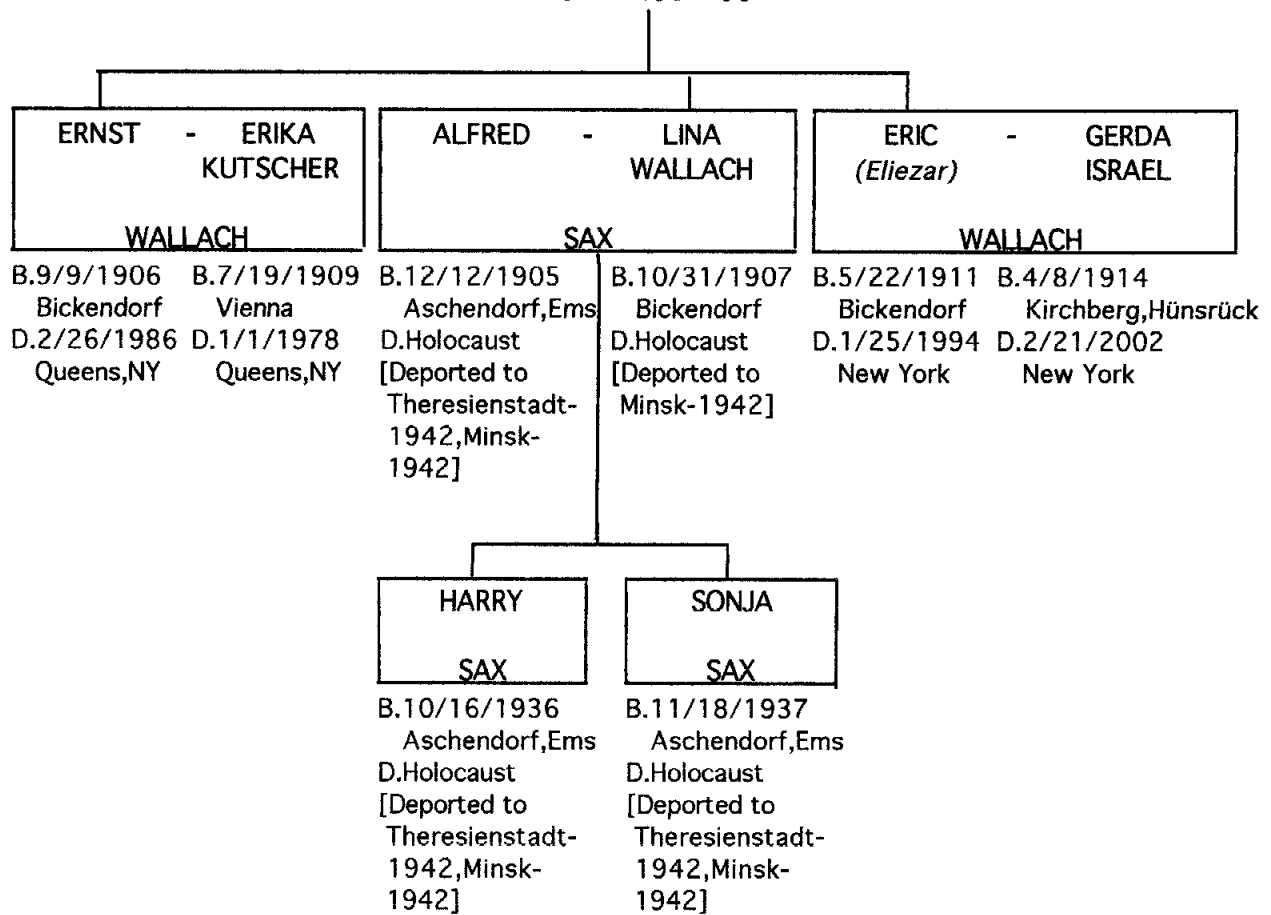 ERNST - ERIKA
KUTSCHER
WALLACH
B.9/9/1906
Bickendorf
D.2/26/1986
Queens,NY
B.7/19/1909
Vienna
D.1/1/1978
Queens,NY
ALFRED - LINA
WALLACH
SAX
B.12/12/1905
Aschendorf,Ems
D.Holocaust
[Deported to
Theresienstadt-
1942,Minsk-
1942]
B.10/31/1907
Bickendorf
D.Holocaust
[Deported to
Minsk-1942]
ERIC - GERDA
(Eliezar) ISRAEL
WALLACH
B.5/22/1911
Bickendorf
D.1/25/1994
New York
B.4/8/1914
Kirchberg,Hünsrück
D.2/21/2002
New York
HARRY
SAX
B.10/16/1936
Aschendorf,Ems
D.Holocaust
[Deported to
Theresienstadt-
1942,Minsk-
1942]
SONJA
SAX
B.11/18/1937
Aschendorf,Ems
D.Holocaust
[Deported to
Theresienstadt-
1942,Minsk-
1942]